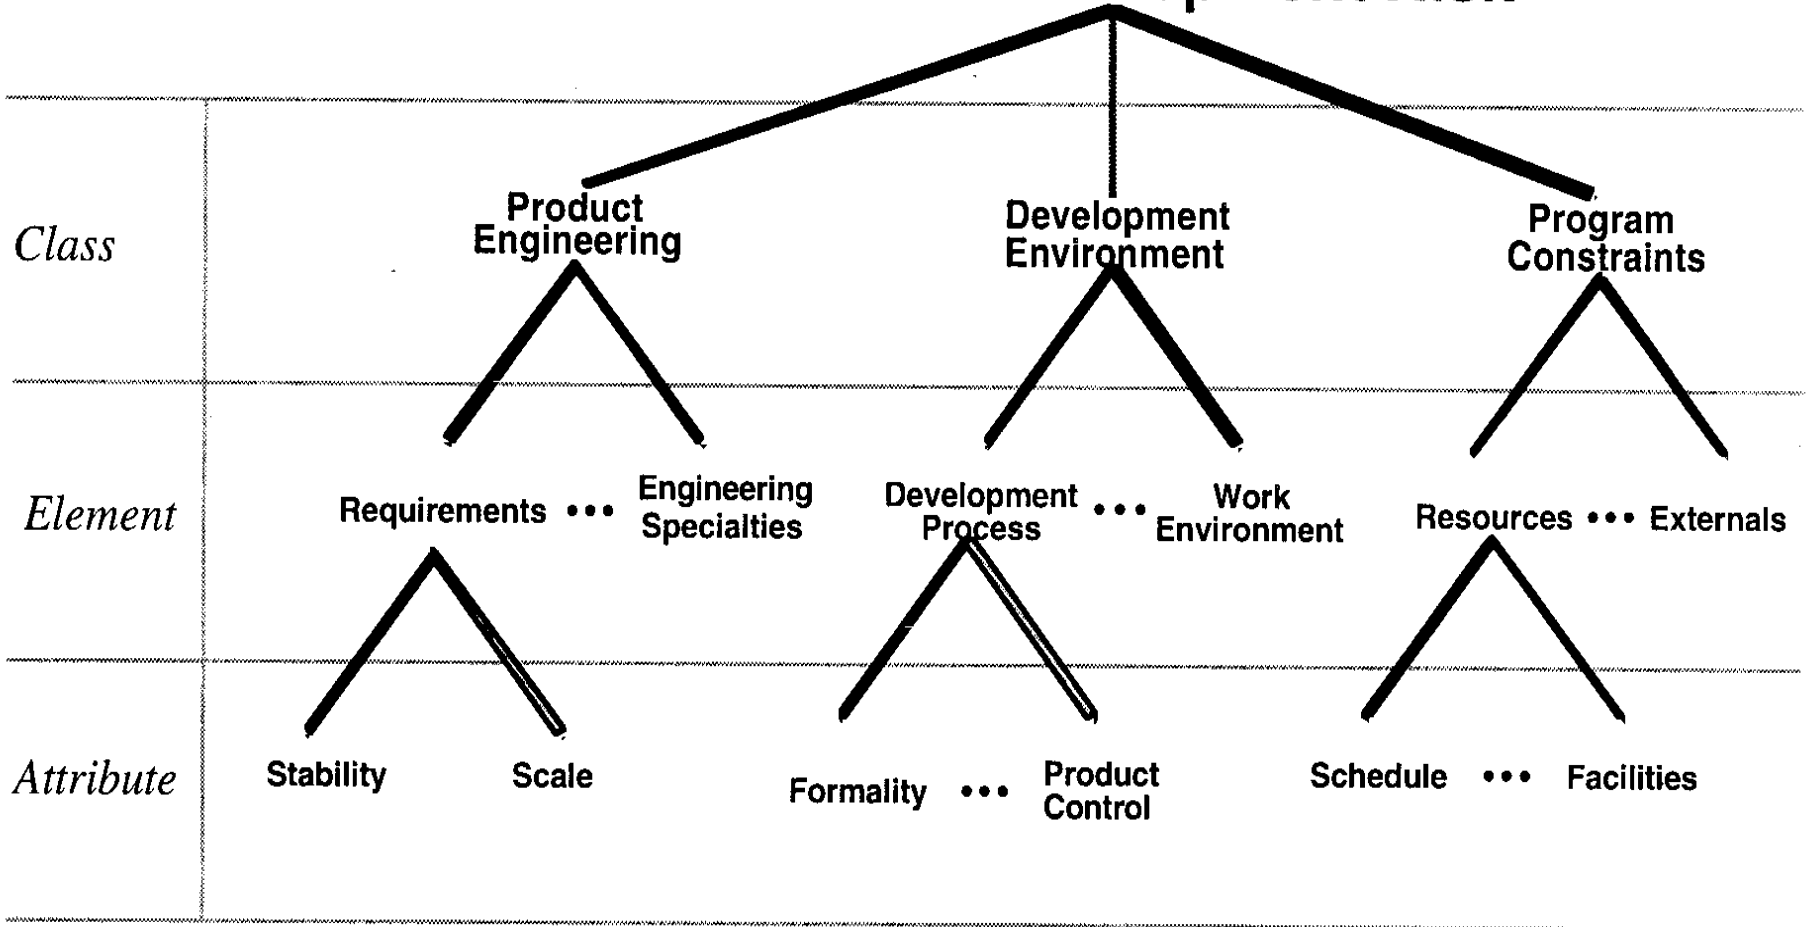 Product
Engineering
Development
Environment
Program
Constraints
Class
Requirements •••
Engineering
Specialties
Development
Process
•••
Work
Environment
Resources ••• Externals
Element
Stability
Scale
Formality •••
Product
Control
Schedule ••• Facilities
Attribute